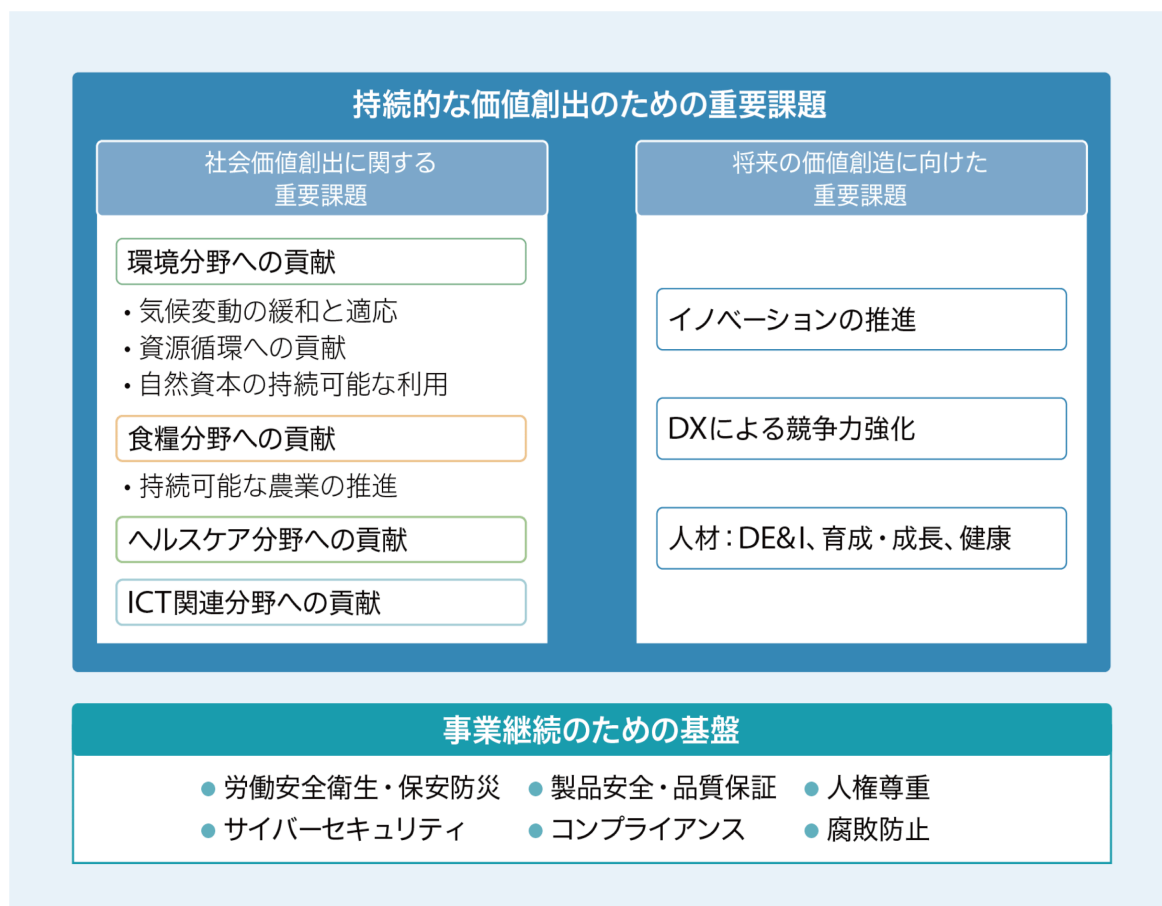 持続的な価値創出のための重要課題
社会価値創出に関する
重要課題
環境分野への貢献
・気候変動の緩和と適応
・資源循環への貢献
・自然資本の持続可能な利用
食糧分野への貢献
・持続可能な農業の推進
ヘルスケア分野への貢献
ICT関連分野への貢献
将来の価値創造に向けた
重要課題
イノベーションの推進
DXによる競争力強化
人材：DE&I、育成・成長、健康
事業継続のための基盤
● 労働安全衛生・保安防災 ● 製品安全・品質保証 ● 人権尊重
● サイバーセキュリティ ● コンプライアンス ● 腐敗防止